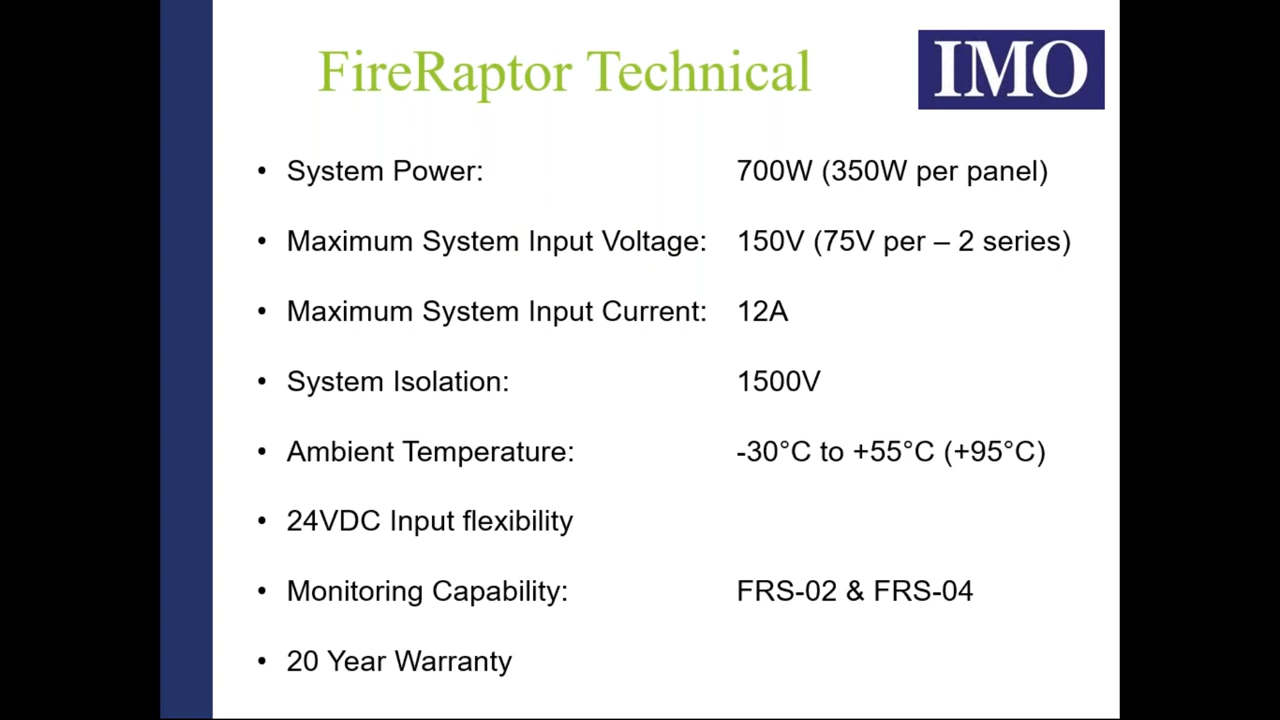 FireRaptor Technical
IMO
• System Power: 700W (350W per panel)
• Maximum System Input Voltage: 150V (75V per – 2 series)
• Maximum System Input Current: 12A
• System Isolation: 1500V
• Ambient Temperature: -30°C to +55°C (+95°C)
• 24VDC Input flexibility
• Monitoring Capability: FRS-02 & FRS-04
• 20 Year Warranty